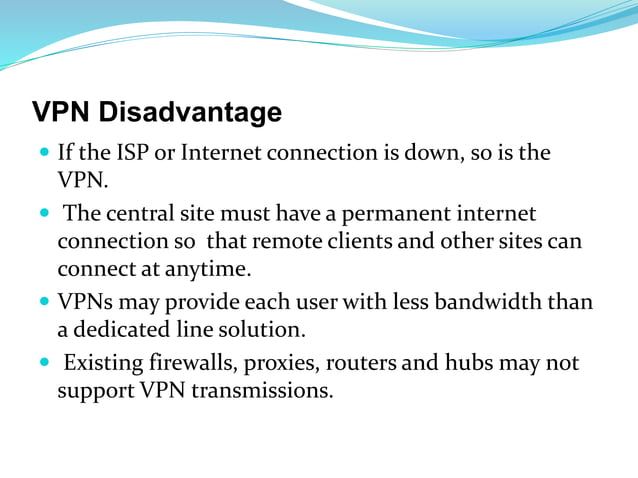 VPN Disadvantage
• If the ISP or Internet connection is down, so is the
VPN.
• The central site must have a permanent internet
connection so  that remote clients and other sites can
connect at anytime.
• VPNs may provide each user with less bandwidth than
a dedicated line solution.
• Existing firewalls, proxies, routers and hubs may not
support VPN transmissions.